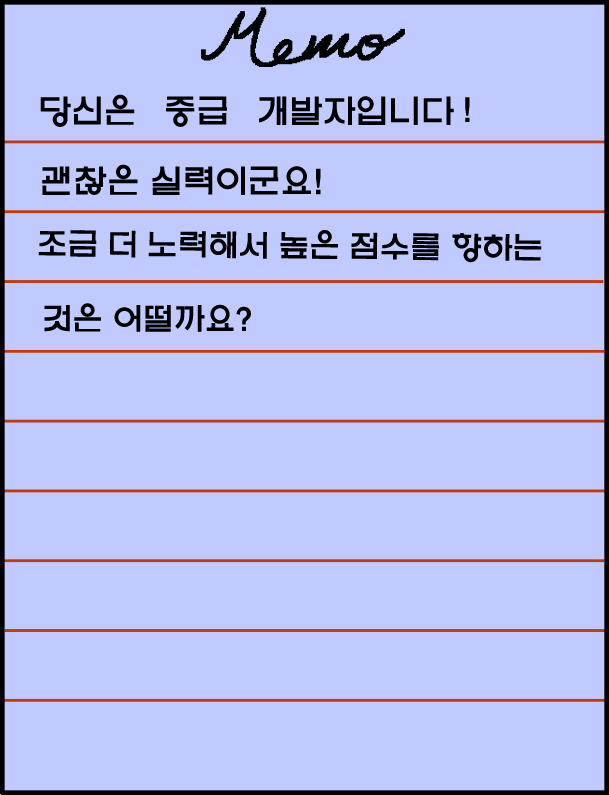 Memo
당신은 중급 개발자입니다!
괜찮은 실력이군요!
조금 더 노력해서 높은 점수를 향하는
것은 어떨까요?